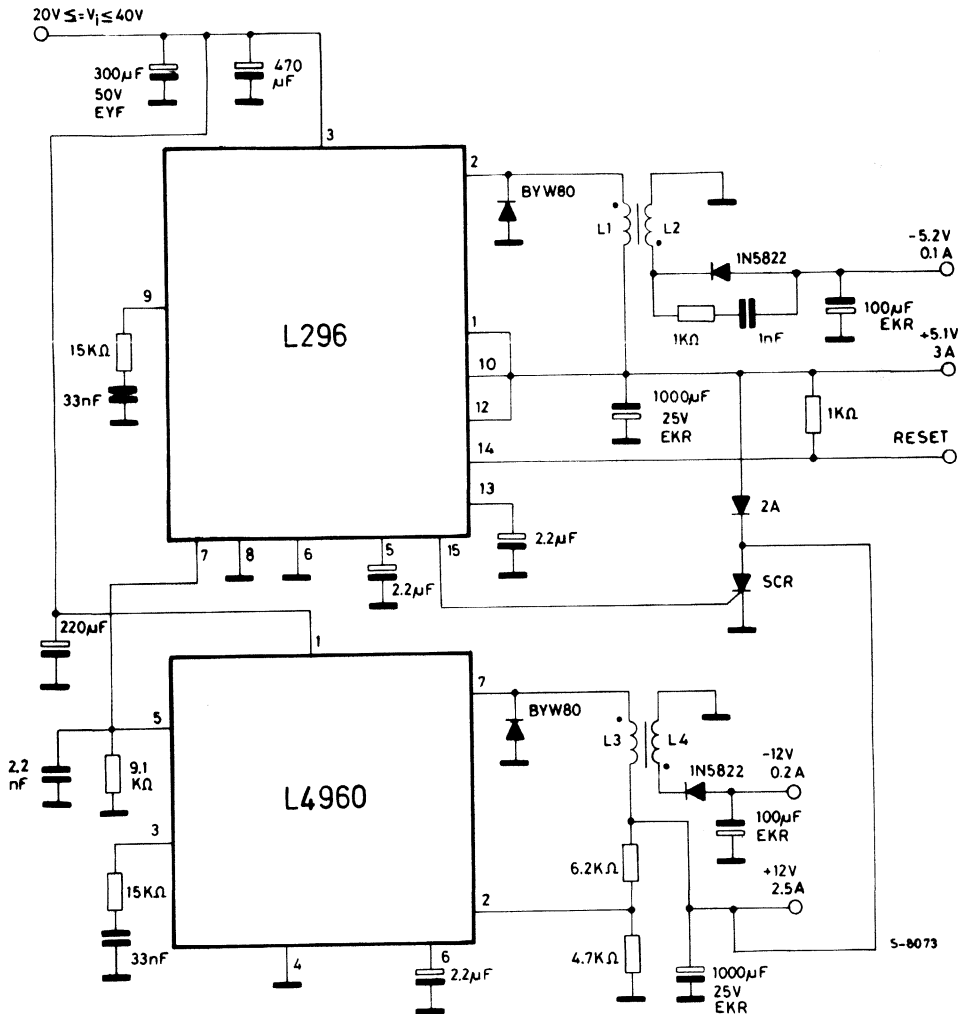 20V ≤= Vi ≤ 40V
300µF
50V
EYF
470
µF
3
2
BYW80
L1
L2
1N5822
-5.2V
0.1A
1KΩ
1nF
100µF
EKR
9
15KΩ
33nF
L296
1
10
12
14
13
+5.1V
3A
1000µF
25V
EKR
1KΩ
RESET
2A
2.2µF
7
8
6
5
15
2.2µF
SCR
220µF
1
7
BYW80
L3
L4
1N5822
-12V
0.2A
5
2.2
nF
9.1
KΩ
L4960
100µF
EKR
3
15KΩ
33nF
6.2KΩ
+12V
2.5A
2
4
6
2.2µF
4.7KΩ
1000µF
25V
EKR
S-8073